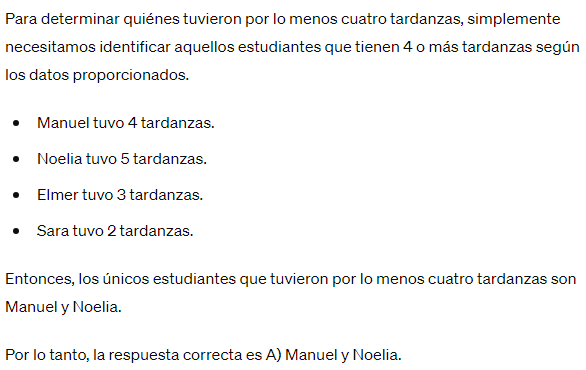 Para determinar quiénes tuvieron por lo menos cuatro tardanzas, simplemente
necesitamos identificar aquellos estudiantes que tienen 4 o más tardanzas según
los datos proporcionados.
• Manuel tuvo 4 tardanzas.
• Noelia tuvo 5 tardanzas.
• Elmer tuvo 3 tardanzas.
• Sara tuvo 2 tardanzas.
Entonces, los únicos estudiantes que tuvieron por lo menos cuatro tardanzas son
Manuel y Noelia.
Por lo tanto, la respuesta correcta es A) Manuel y Noelia.